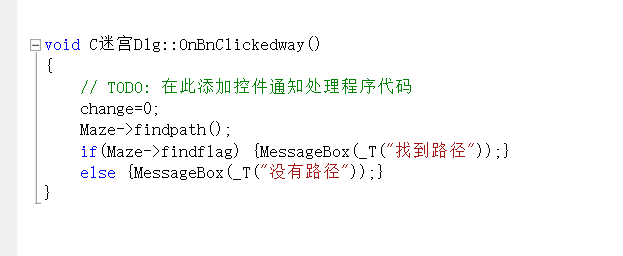 void C迷宫Dlg::OnBnClickedway()
{
// TODO: 在此添加控件通知处理程序代码
change=0;
Maze->findpath();
if(Maze->findflag) {MessageBox(_T("找到路径"));}
else {MessageBox(_T("没有路径"));}
}